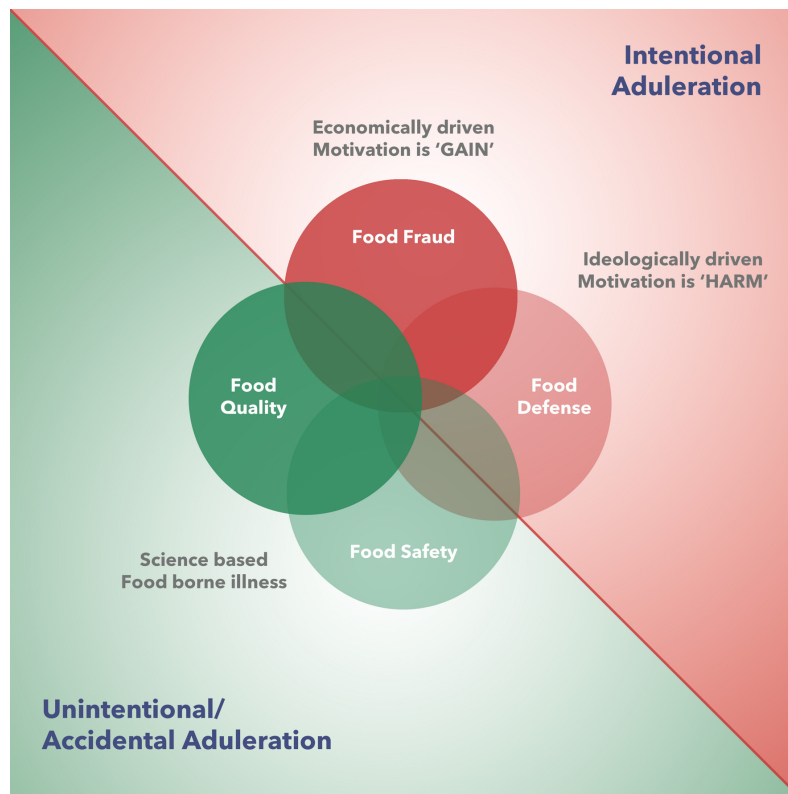 Intentional
Aduleration
Economically driven
Motivation is ‘GAIN’
Food Fraud
Ideologically driven
Motivation is ‘HARM’
Food
Quality
Food
Defense
Food Safety
Science based
Food borne illness
Unintentional/
Accidental Aduleration